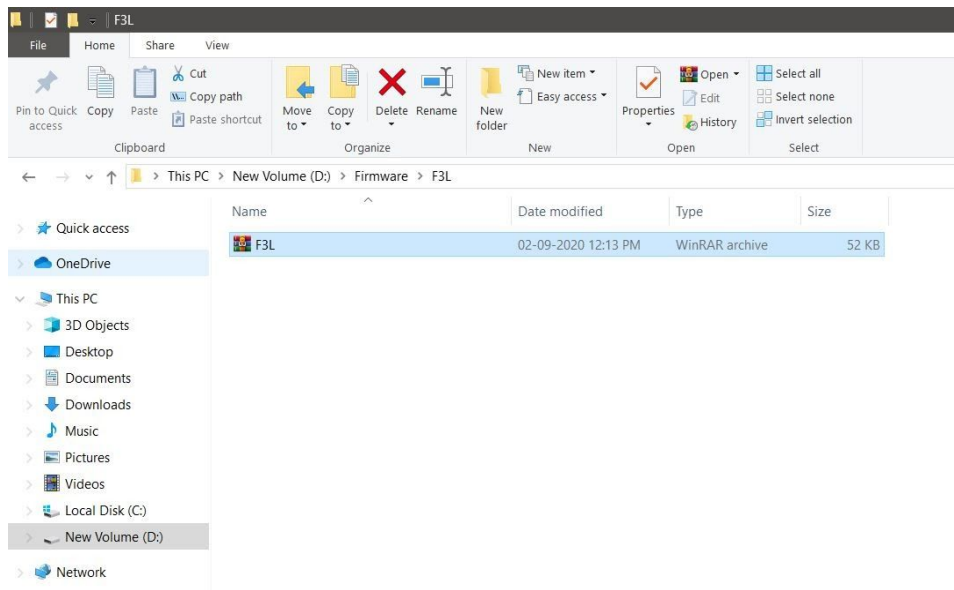 F3L
File Home Share View
Pin to Quick access
Copy
Paste
Cut
Copy path
Paste shortcut
Clipboard
Move to
Copy to
Delete
Rename
Organize
New folder
New item
Easy access
New
Properties
Open
Edit
History
Open
Select all
Select none
Invert selection
Select
This PC > New Volume (D:) > Firmware > F3L
Name Date modified Type Size
F3L 02-09-2020 12:13 PM WinRAR archive 52 KB
Quick access
OneDrive
This PC
3D Objects
Desktop
Documents
Downloads
Music
Pictures
Videos
Local Disk (C:)
New Volume (D:)
Network